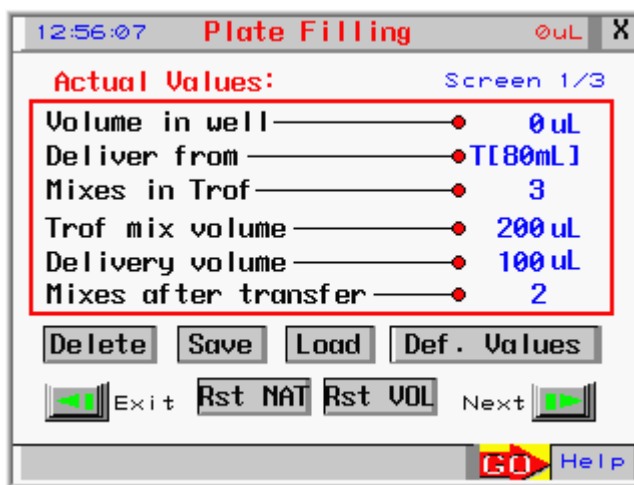 12:56:07 Plate Filling 0uL X
Actual Values: Screen 1/3
Volume in well 0 uL
Deliver from T[80mL]
Mixes in Trof 3
Trof mix volume 200 uL
Delivery volume 100 uL
Mixes after transfer 2
Delete Save Load Def. Values
Exit Rst NAT Rst VOL Next
GO Help